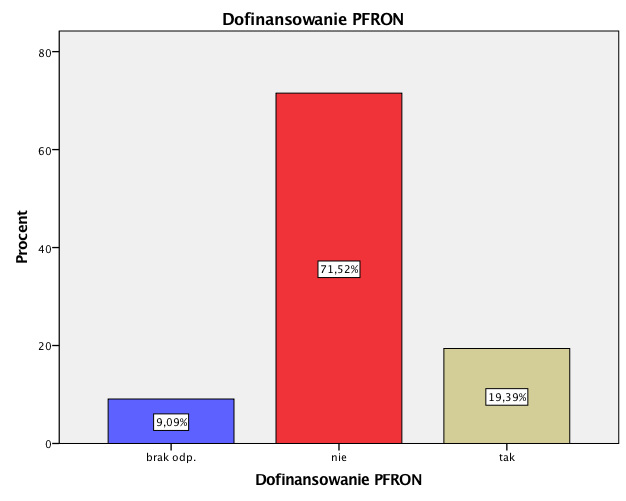 Dofinansowanie PFRON
Procent
80
60
40
20
0
9,09%
71,52%
19,39%
brak odp.
nie
tak
Dofinansowanie PFRON